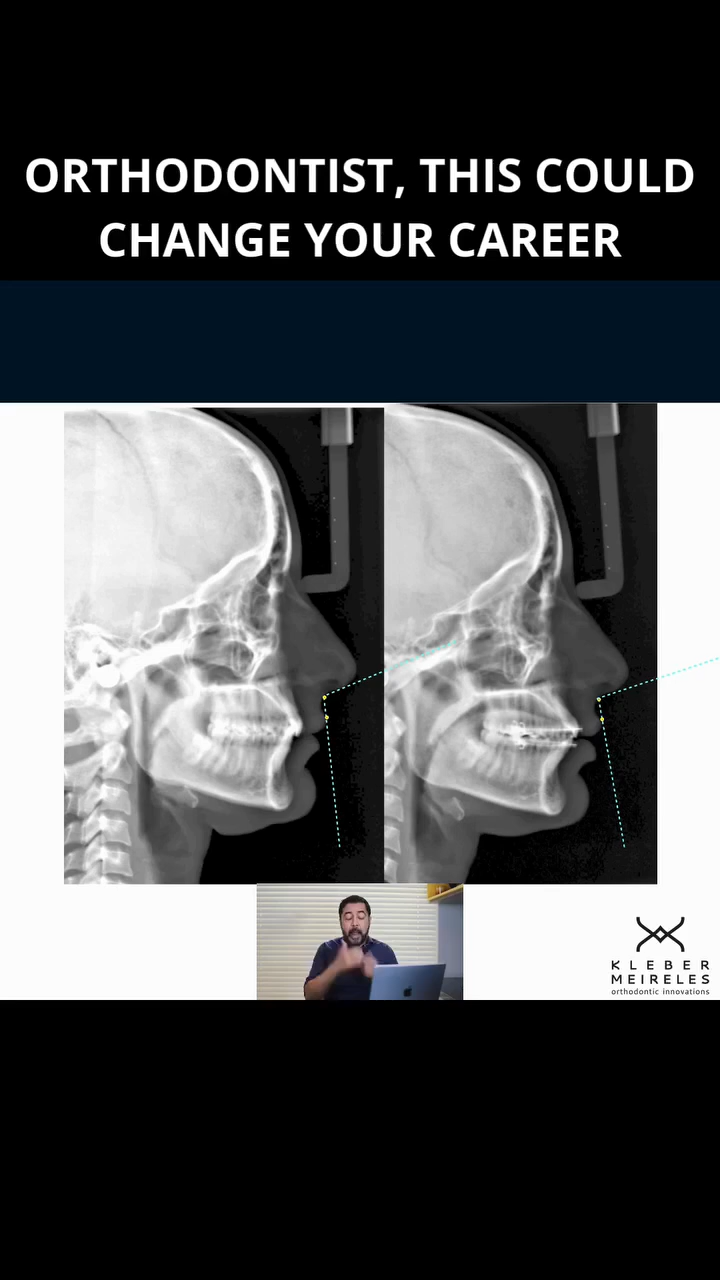 ORTHODONTIST, THIS COULD
CHANGE YOUR CAREER
KLEBER
MEIRELES
orthodontic innovations